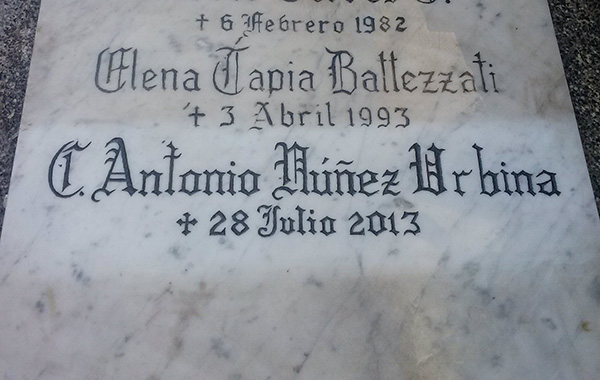 ✝ 6 Febrero 1982
Elena Tapia Battezzati
✝ 3 Abril 1993
C. Antonio Núñez Urbina
✝ 28 Julio 2013